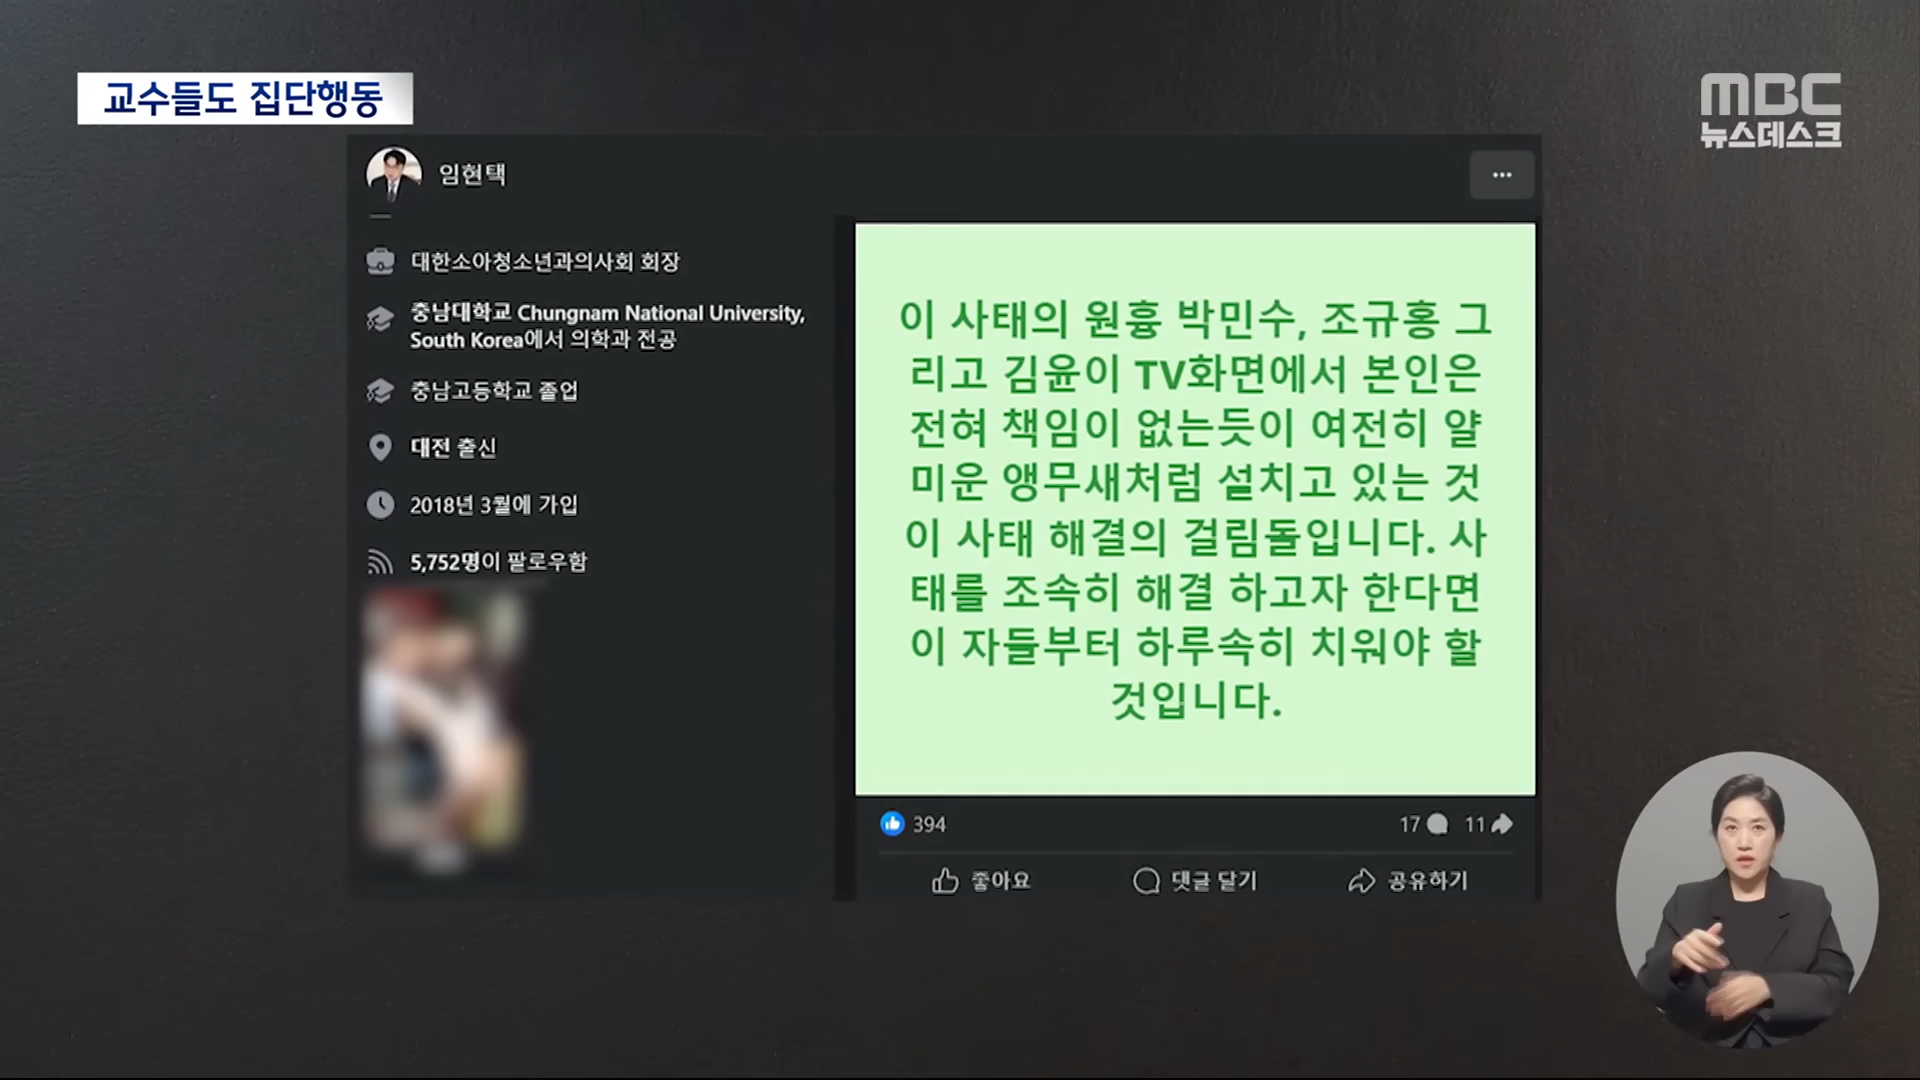 교수들도 집단행동
MBC
뉴스데스크
임현택
대한소아청소년과의사회 회장
충남대학교 Chungnam National University,
South Korea에서 의학과 전공
충남고등학교 졸업
대전 출신
2018년 3월에 가입
5,752명이 팔로우함
이 사태의 원흉 박민수, 조규홍 그
리고 김윤이 TV화면에서 본인은
전혀 책임이 없는듯이 여전히 얄
미운 앵무새처럼 설치고 있는 것
이 사태 해결의 걸림돌입니다. 사
태를 조속히 해결 하고자 한다면
이 자들부터 하루속히 치워야 할
것입니다.
394
17 11
좋아요 댓글 달기 공유하기